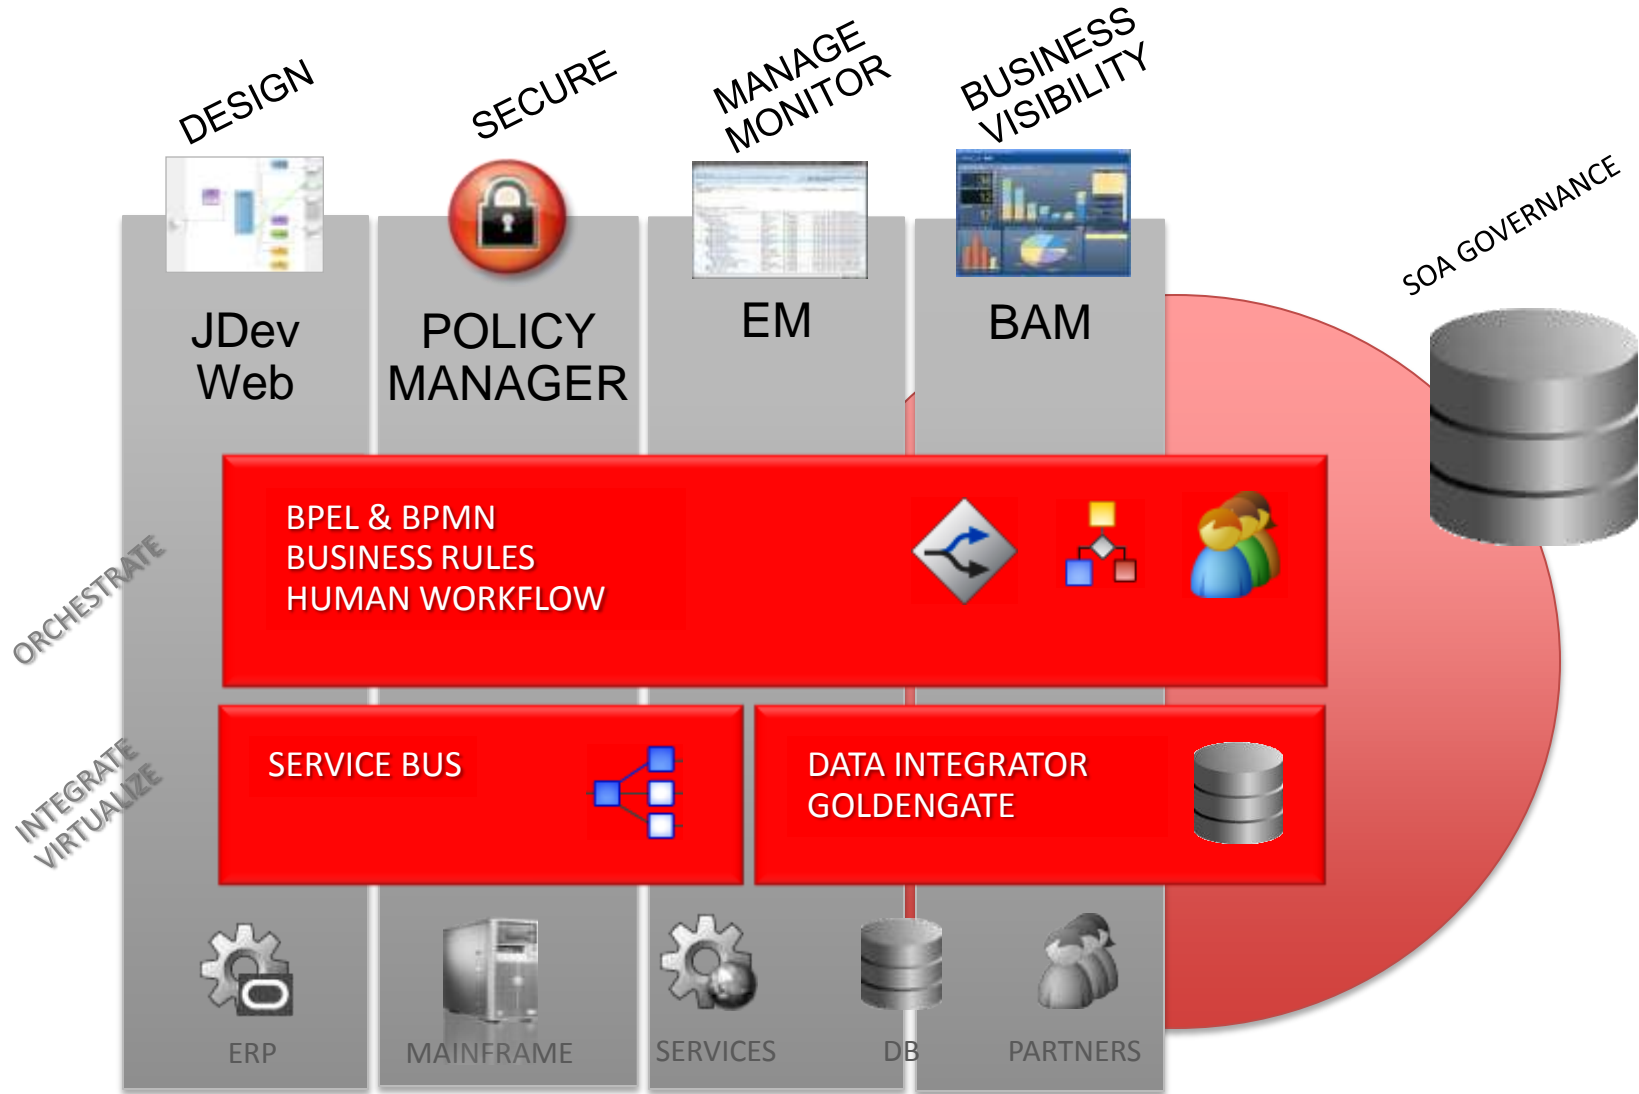 DESIGN
SECURE
MANAGE
MONITOR
BUSINESS
VISIBILITY
SOA GOVERNANCE
JDev
Web
POLICY
MANAGER
EM
BAM
ORCHESTRATE
BPEL & BPMN
BUSINESS RULES
HUMAN WORKFLOW
INTEGRATE
VIRTUALIZE
SERVICE BUS
DATA INTEGRATOR
GOLDENGATE
ERP
MAINFRAME
SERVICES
DB
PARTNERS